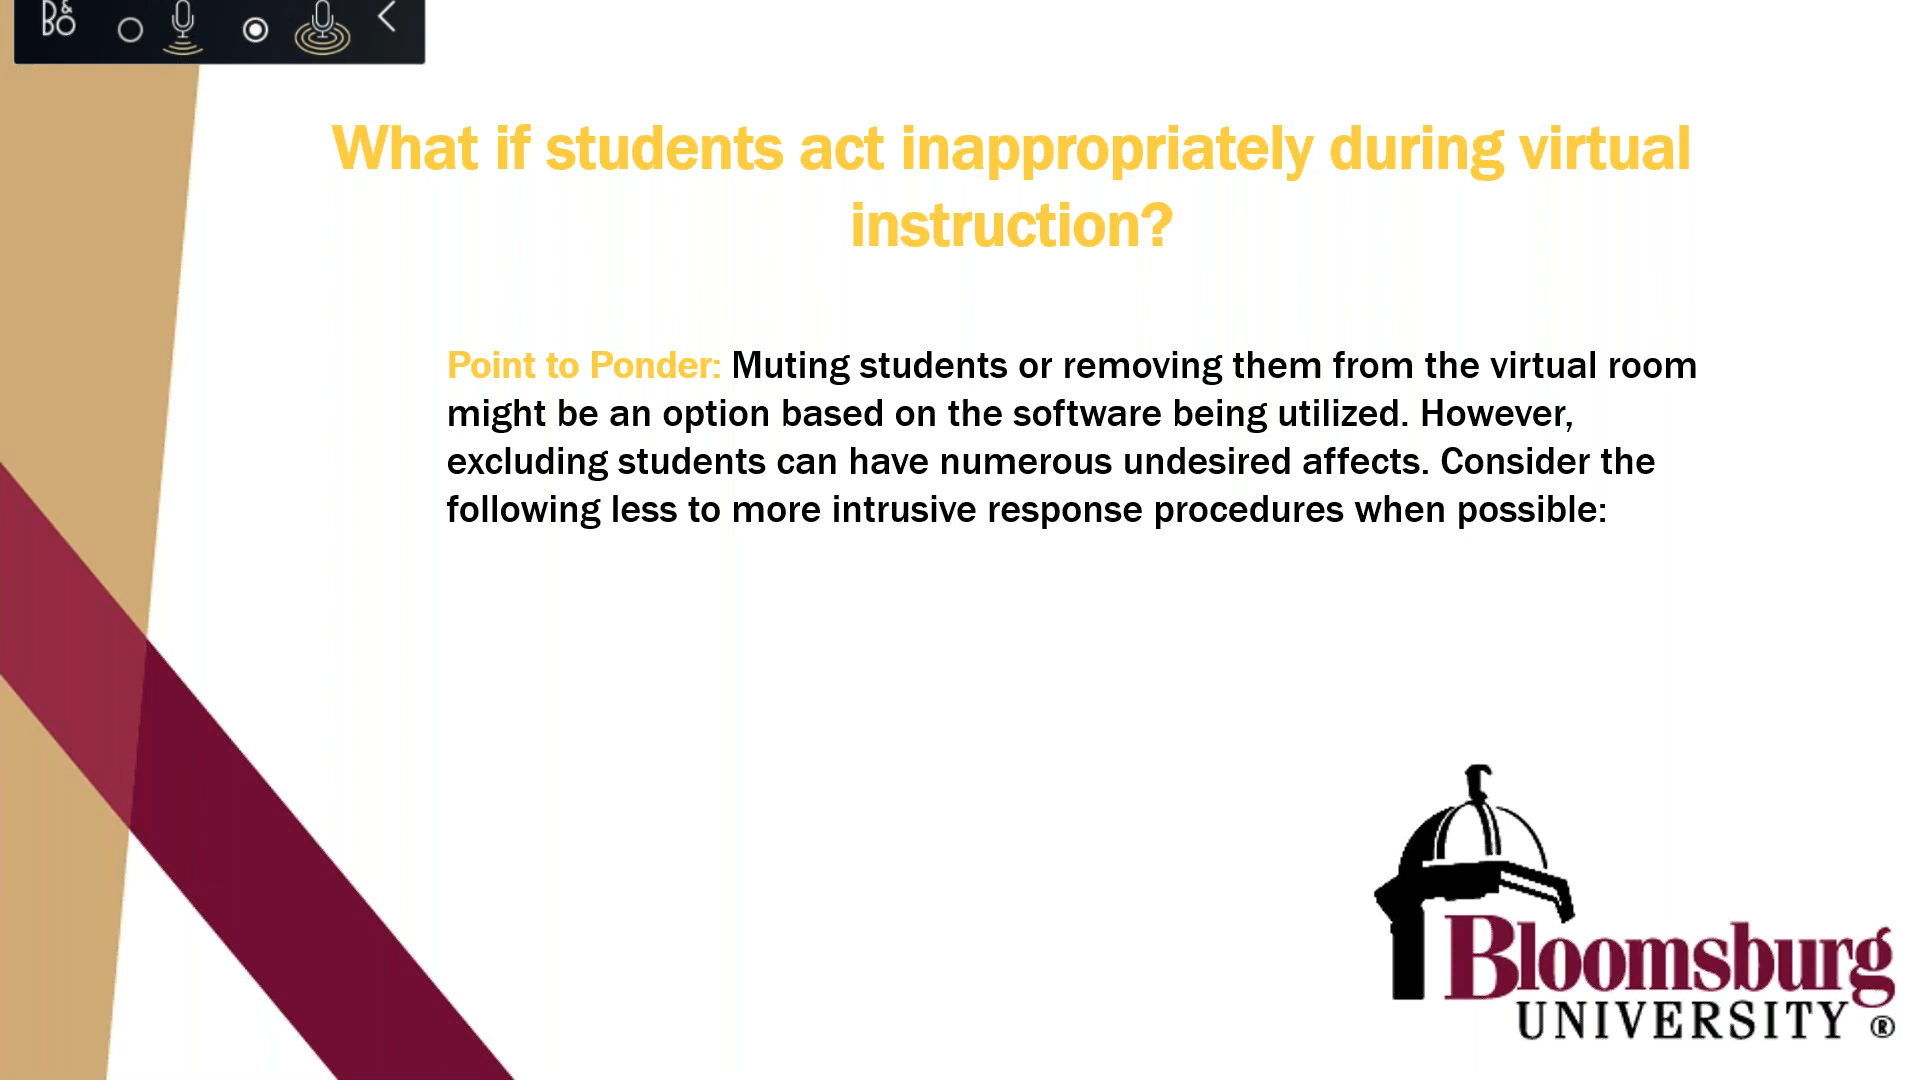 B&
BO
What if students act inappropriately during virtual
instruction?
Point to Ponder: Muting students or removing them from the virtual room
might be an option based on the software being utilized. However,
excluding students can have numerous undesired affects. Consider the
following less to more intrusive response procedures when possible:
Bloomsburg
UNIVERSITY ®